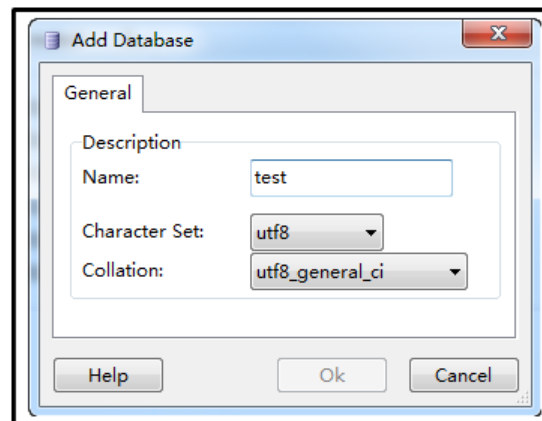 Add Database
General
Description
Name: test
Character Set: utf8
Collation: utf8_general_ci
Help Ok Cancel